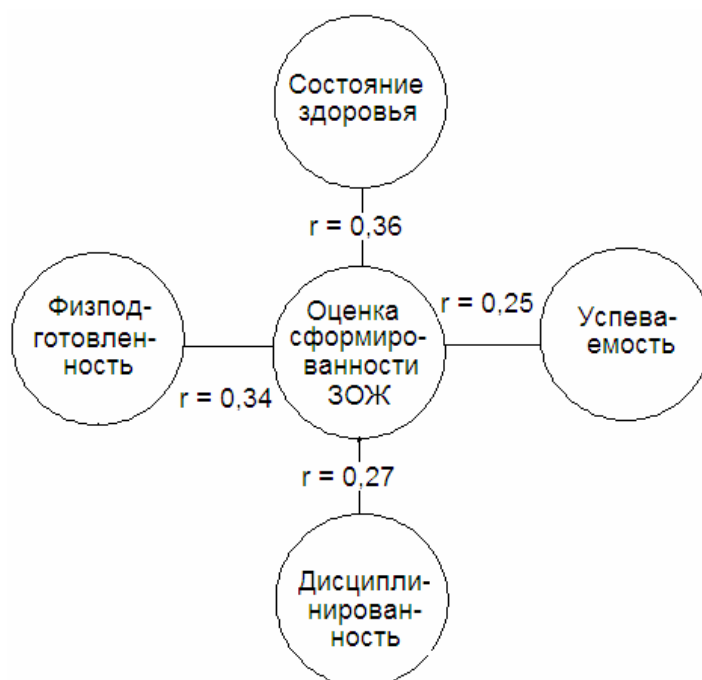 Состояние
здоровья
r = 0,36
Физпод-
готовлен-
ность
r = 0,34
Оценка
сформиро-
ванности
ЗОЖ
r = 0,25
Успева-
емость
r = 0,27
Дисципли-
нирован-
ность